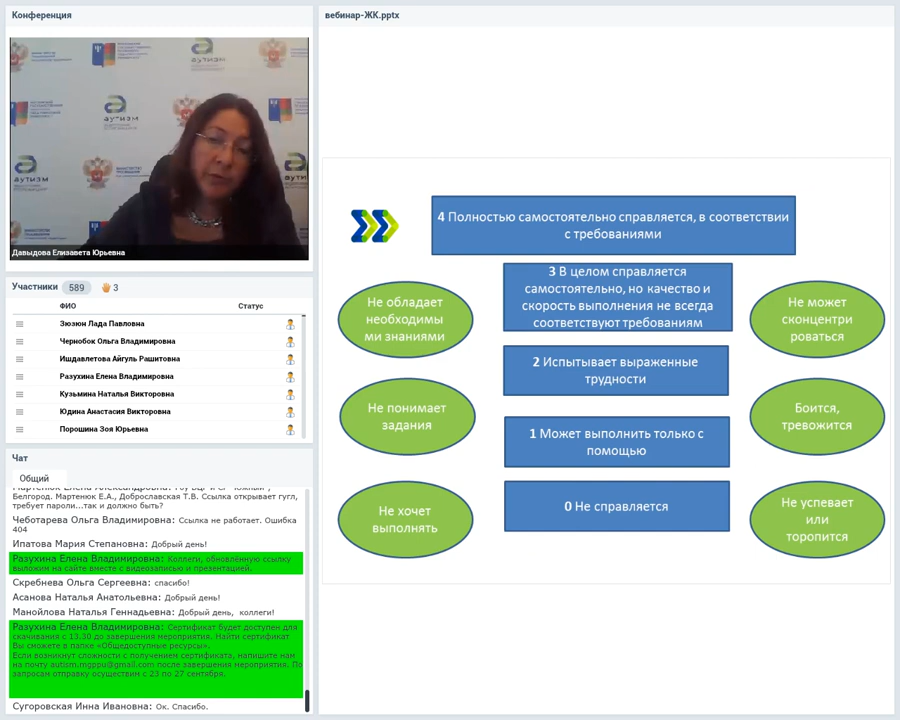 Конференция
вебинар-ЖК.pptx
аутизм
аутизм
аутизм
аутизм
Давыдова Елизавета Юрьевна
Участники 589 3
ФИО Статус
Зюзюн Лада Павловна
Чернобок Ольга Владимировна
Ишдавлетова Айгуль Рашитовна
Разухина Елена Владимировна
Кузьмина Наталья Викторовна
Юдина Анастасия Викторовна
Порошина Зоя Юрьевна
Чат
Общий
Белгород. Мартенюк Е.А., Доброславская Т.В. Ссылка открывает гугл,
требует пароли...так и должно быть?
Чеботарева Ольга Владимировна: Ссылка не работает. Ошибка
404
Ипатова Мария Степановна: Добрый день!
Разухина Елена Владимировна: Коллеги, обновлённую ссылку
выложим на сайте вместе с видеозаписью и презентацией.
Скребнева Ольга Сергеевна: спасибо!
Асанова Наталья Анатольевна: Добрый день!
Манойлова Наталья Геннадьевна: Добрый день, коллеги!
Разухина Елена Владимировна: Сертификат будет доступен для
скачивания с 13.30 до завершения мероприятия. Найти сертификат
Вы сможете в папке «Общедоступные ресурсы».
Если возникнут сложности с получением сертификата, напишите нам
на почту autism.mgppu@gmail.com после завершения мероприятия. По
запросам отправку осуществим с 23 по 27 сентября.
Сугоровская Инна Ивановна: Ок. Спасибо.
4 Полностью самостоятельно справляется, в соответствии
с требованиями
3 В целом справляется
самостоятельно, но качество и
скорость выполнения не всегда
соответствуют требованиям
2 Испытывает выраженные
трудности
1 Может выполнить только с
помощью
0 Не справляется
Не обладает
необходимы
ми знаниями
Не понимает
задания
Не хочет
выполнять
Не может
сконцентри
роваться
Боится,
тревожится
Не успевает
или
торопится